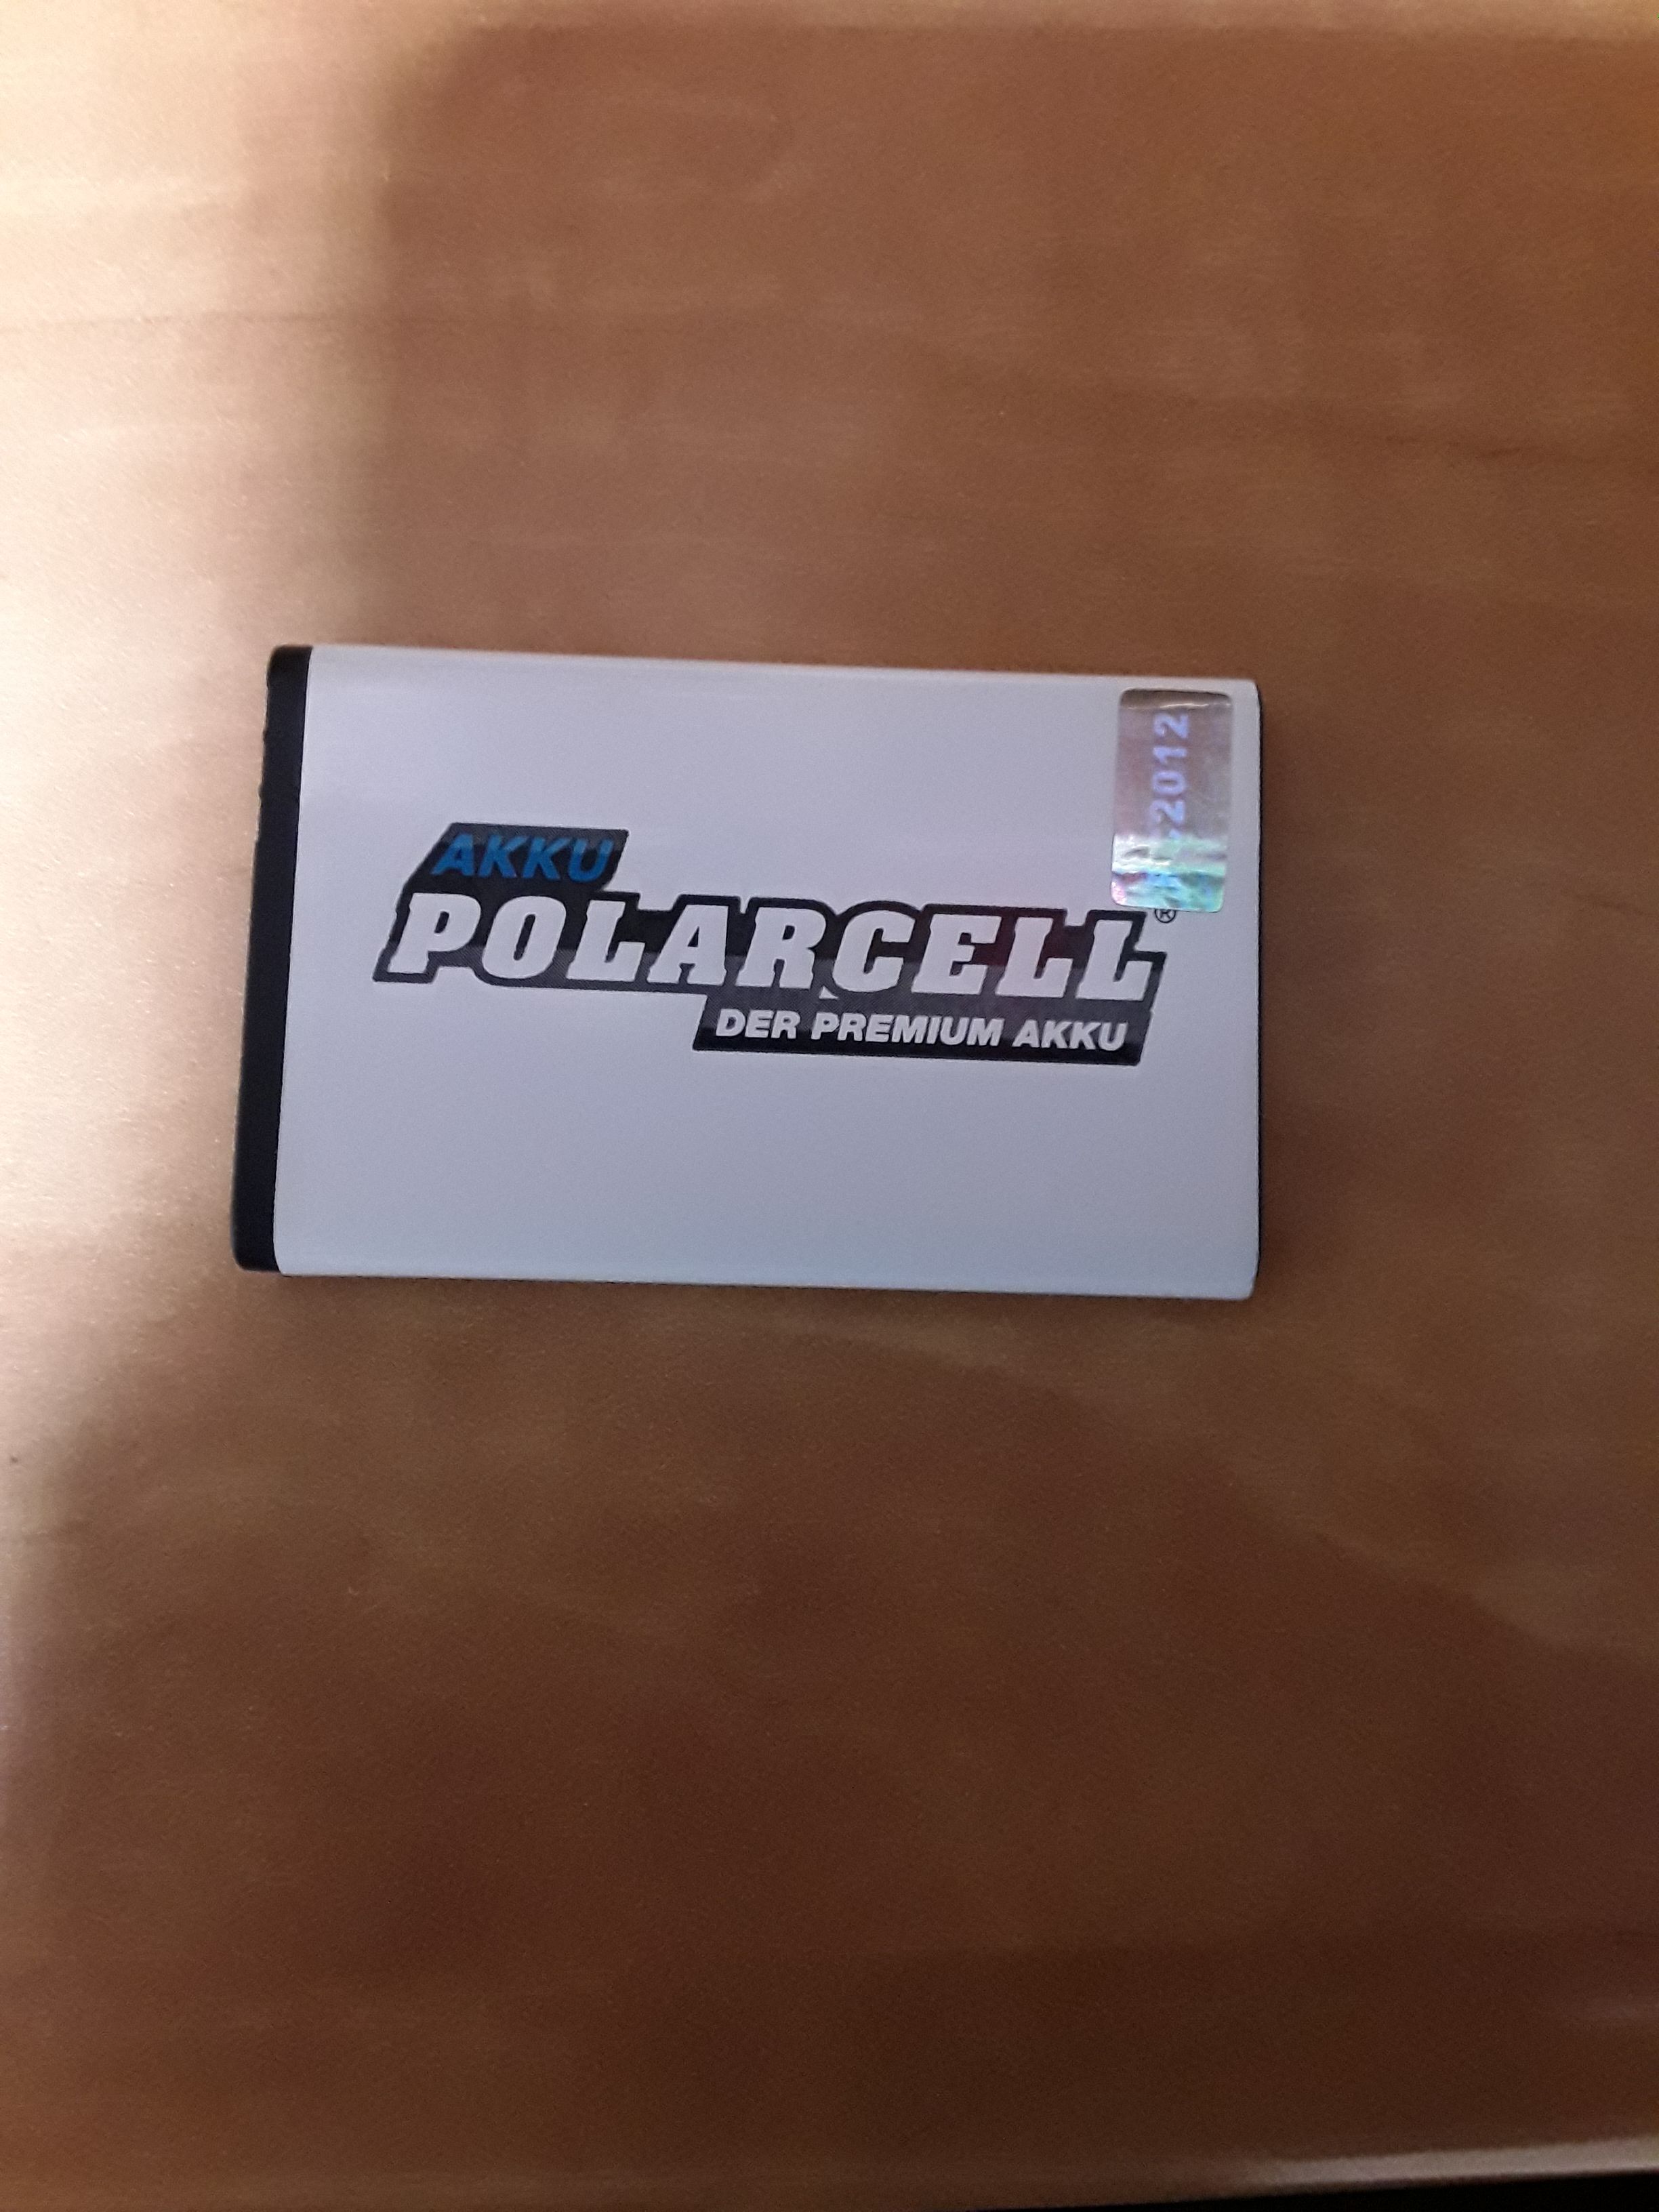 AKKU
POLARCELL®
DER PREMIUM AKKU
2012